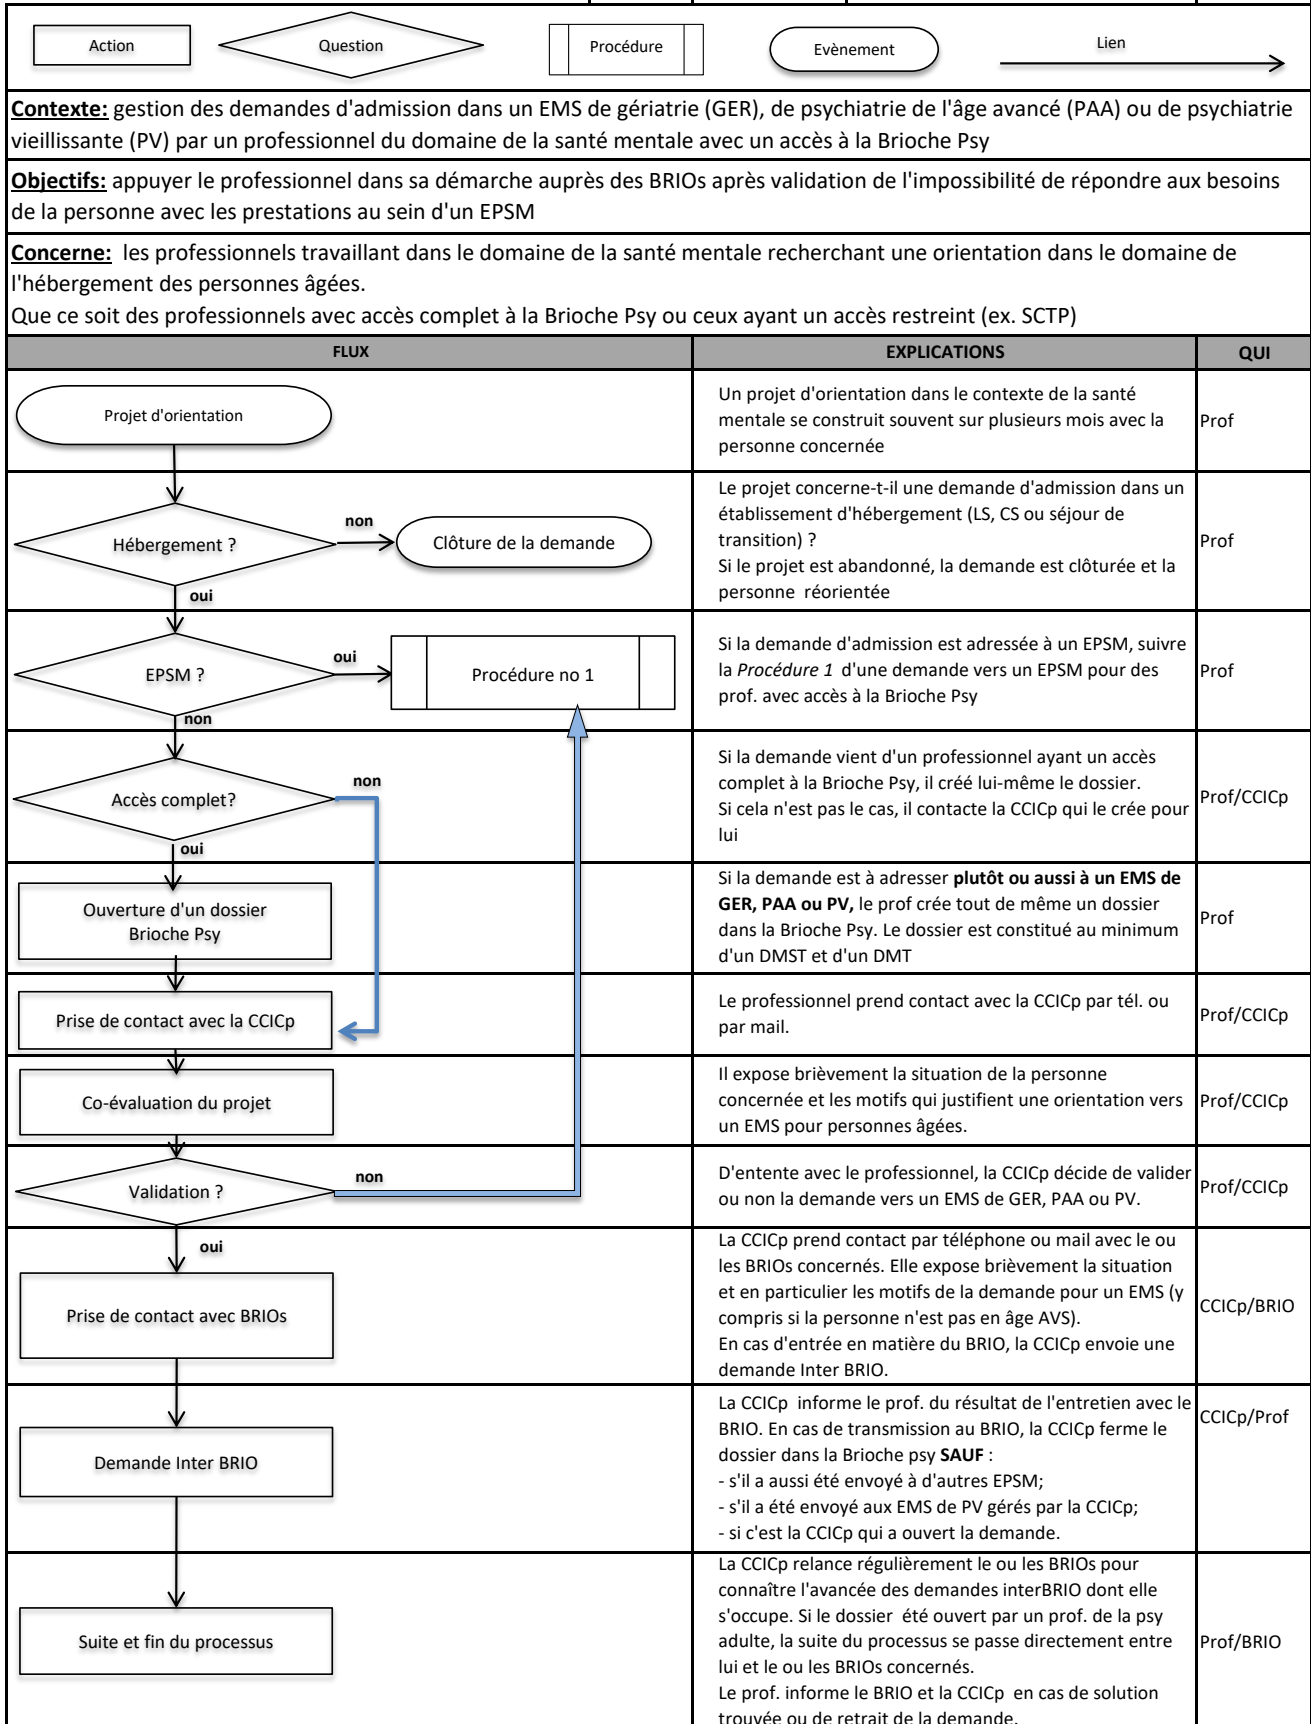 Action
Question
Procédure
Evènement
Lien
Contexte: gestion des demandes d'admission dans un EMS de gériatrie (GER), de psychiatrie de l'âge avancé (PAA) ou de psychiatrie
vieillissante (PV) par un professionnel du domaine de la santé mentale avec un accès à la Brioche Psy
Objectifs: appuyer le professionnel dans sa démarche auprès des BRIOs après validation de l'impossibilité de répondre aux besoins
de la personne avec les prestations au sein d'un EPSM
Concerne: les professionnels travaillant dans le domaine de la santé mentale recherchant une orientation dans le domaine de
l'hébergement des personnes âgées.
Que ce soit des professionnels avec accès complet à la Brioche Psy ou ceux ayant un accès restreint (ex. SCTP)
FLUX
EXPLICATIONS
QUI
Projet d'orientation
Un projet d'orientation dans le contexte de la santé
mentale se construit souvent sur plusieurs mois avec la
personne concernée
Prof
Hébergement ?
non
Clôture de la demande
oui
Le projet concerne-t-il une demande d'admission dans un
établissement d'hébergement (LS, CS ou séjour de
transition) ?
Si le projet est abandonné, la demande est clôturée et la
personne réorientée
Prof
EPSM ?
oui
Procédure no 1
non
Si la demande d'admission est adressée à un EPSM, suivre
la Procédure 1 d'une demande vers un EPSM pour des
prof. avec accès à la Brioche Psy
Prof
Accès complet?
non
oui
Si la demande vient d'un professionnel ayant un accès
complet à la Brioche Psy, il créé lui-même le dossier.
Si cela n'est pas le cas, il contacte la CCICp qui le crée pour
lui
Prof/CCICp
Ouverture d'un dossier
Brioche Psy
Si la demande est à adresser plutôt ou aussi à un EMS de
GER, PAA ou PV, le prof crée tout de même un dossier
dans la Brioche Psy. Le dossier est constitué au minimum
d'un DMST et d'un DMT
Prof
Prise de contact avec la CCICp
Le professionnel prend contact avec la CCICp par tél. ou
par mail.
Prof/CCICp
Co-évaluation du projet
Il expose brièvement la situation de la personne
concernée et les motifs qui justifient une orientation vers
un EMS pour personnes âgées.
Prof/CCICp
Validation ?
non
oui
D'entente avec le professionnel, la CCICp décide de valider
ou non la demande vers un EMS de GER, PAA ou PV.
Prof/CCICp
Prise de contact avec BRIOs
La CCICp prend contact par téléphone ou mail avec le ou
les BRIOs concernés. Elle expose brièvement la situation
et en particulier les motifs de la demande pour un EMS (y
compris si la personne n'est pas en âge AVS).
En cas d'entrée en matière du BRIO, la CCICp envoie une
demande Inter BRIO.
CCICp/BRIO
Demande Inter BRIO
La CCICp informe le prof. du résultat de l'entretien avec le
BRIO. En cas de transmission au BRIO, la CCICp ferme le
dossier dans la Brioche psy SAUF :
- s'il a aussi été envoyé à d'autres EPSM;
- s'il a été envoyé aux EMS de PV gérés par la CCICp;
- si c'est la CCICp qui a ouvert la demande.
CCICp/Prof
Suite et fin du processus
La CCICp relance régulièrement le ou les BRIOs pour
connaître l'avancée des demandes interBRIO dont elle
s'occupe. Si le dossier été ouvert par un prof. de la psy
adulte, la suite du processus se passe directement entre
lui et le ou les BRIOs concernés.
Le prof. informe le BRIO et la CCICp en cas de solution
trouvée ou de retrait de la demande.
Prof/BRIO